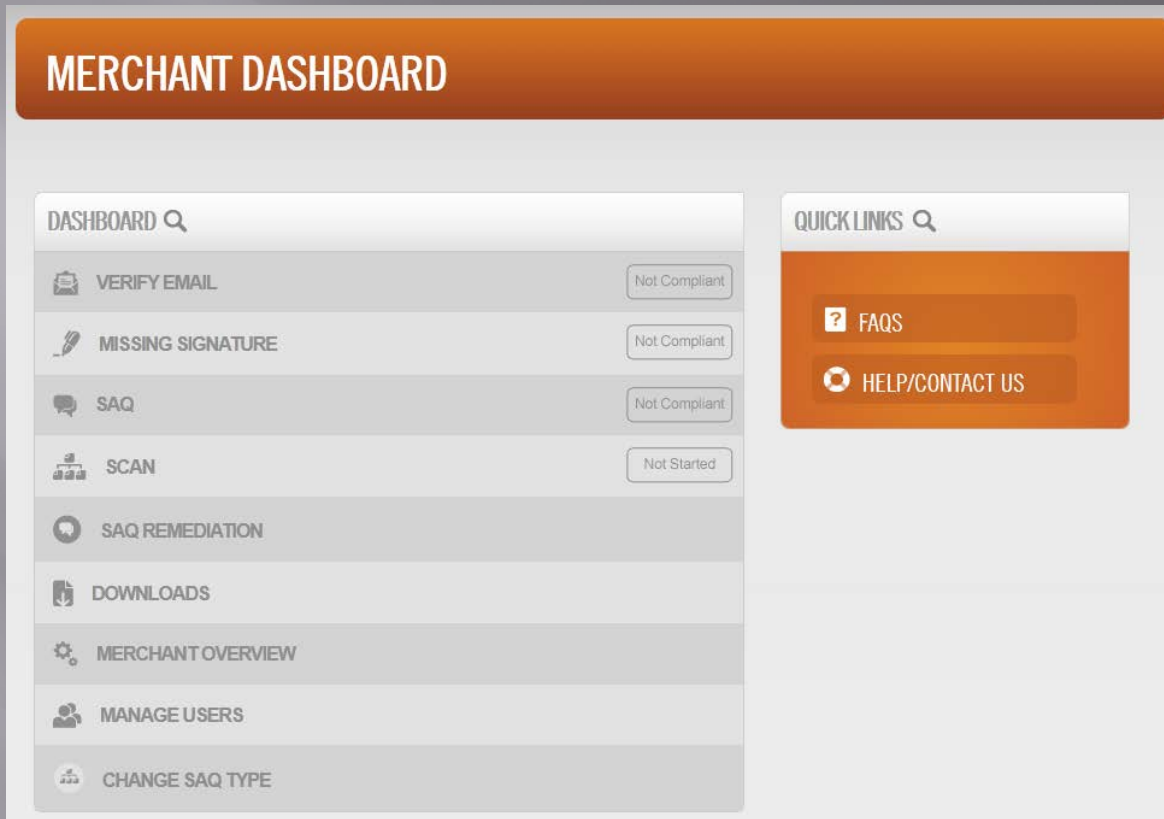 MERCHANT DASHBOARD
DASHBOARD
VERIFY EMAIL Not Compliant
MISSING SIGNATURE Not Compliant
SAQ Not Compliant
SCAN Not Started
SAQ REMEDIATION
DOWNLOADS
MERCHANT OVERVIEW
MANAGE USERS
CHANGE SAQ TYPE
QUICK LINKS
? FAQS
HELP/CONTACT US